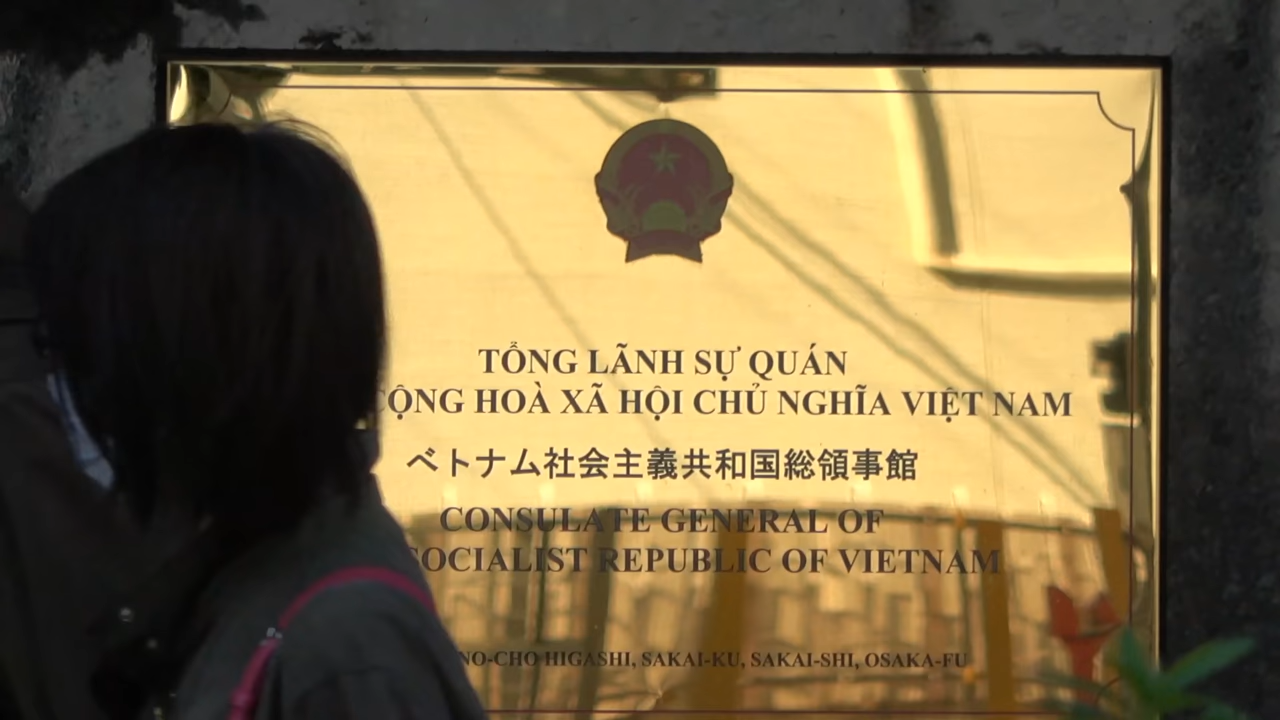 TỔNG LÃNH SỰ QUÁN
CỘNG HOÀ XÃ HỘI CHỦ NGHĨA VIỆT NAM
ベトナム社会主義共和国総領事館
CONSULATE GENERAL OF
SOCIALIST REPUBLIC OF VIETNAM
HIGASHI, SAKAI-KU, SAKAI-SHI, OSAKA-FU